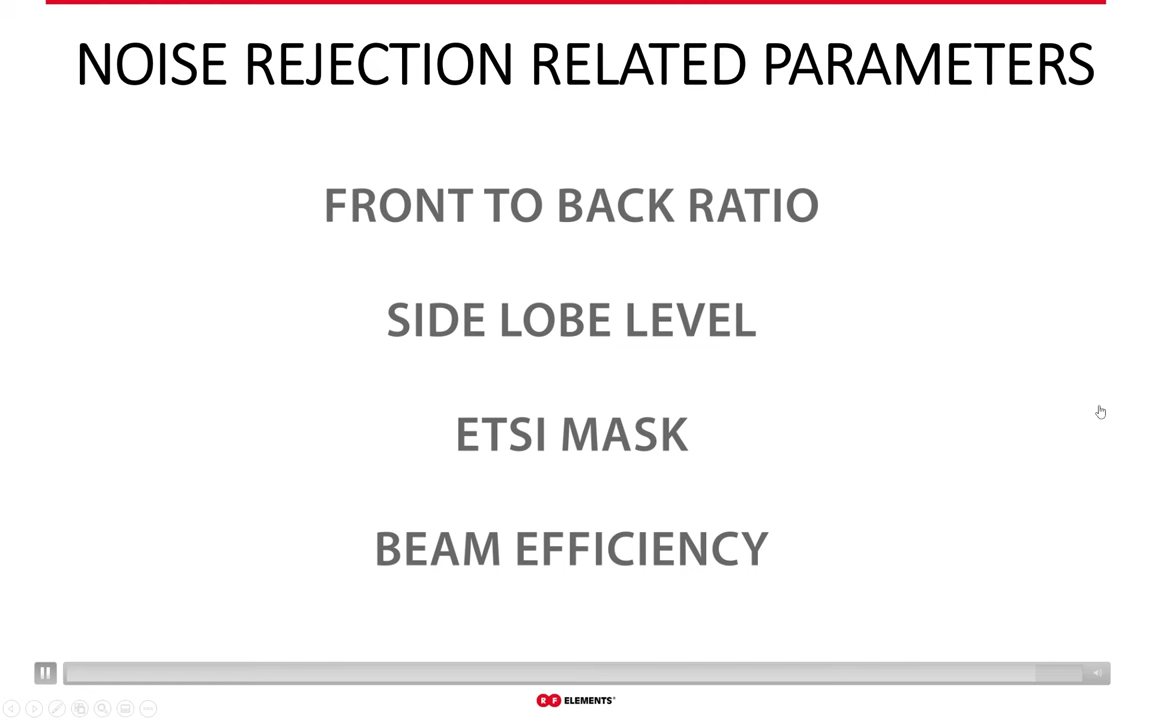 NOISE REJECTION RELATED PARAMETERS
FRONT TO BACK RATIO
SIDE LOBE LEVEL
ETSI MASK
BEAM EFFICIENCY
RF ELEMENTS